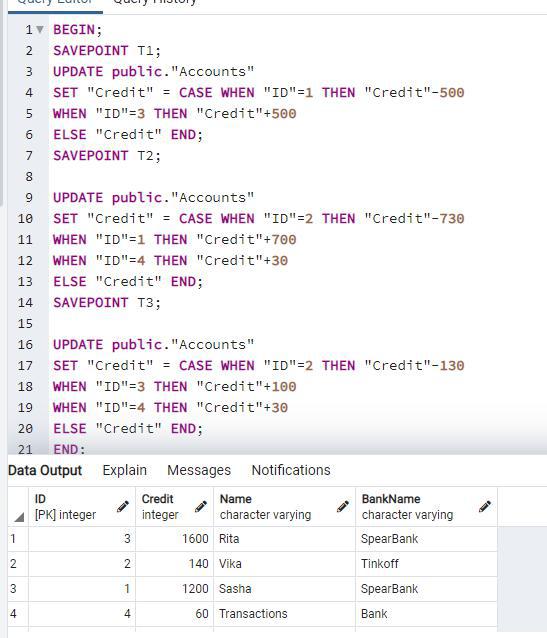 Query Editor Query History
1 BEGIN;
2 SAVEPOINT T1;
3 UPDATE public."Accounts"
4 SET "Credit" = CASE WHEN "ID"=1 THEN "Credit"-500
5 WHEN "ID"=3 THEN "Credit"+500
6 ELSE "Credit" END;
7 SAVEPOINT T2;
8
9 UPDATE public."Accounts"
10 SET "Credit" = CASE WHEN "ID"=2 THEN "Credit"-730
11 WHEN "ID"=1 THEN "Credit"+700
12 WHEN "ID"=4 THEN "Credit"+30
13 ELSE "Credit" END;
14 SAVEPOINT T3;
15
16 UPDATE public."Accounts"
17 SET "Credit" = CASE WHEN "ID"=2 THEN "Credit"-130
18 WHEN "ID"=3 THEN "Credit"+100
19 WHEN "ID"=4 THEN "Credit"+30
20 ELSE "Credit" END;
21 END;
Data Output Explain Messages Notifications
ID Credit Name BankName
[PK] integer integer character varying character varying
1 3 1600 Rita SpearBank
2 2 140 Vika Tinkoff
3 1 1200 Sasha SpearBank
4 4 60 Transactions Bank